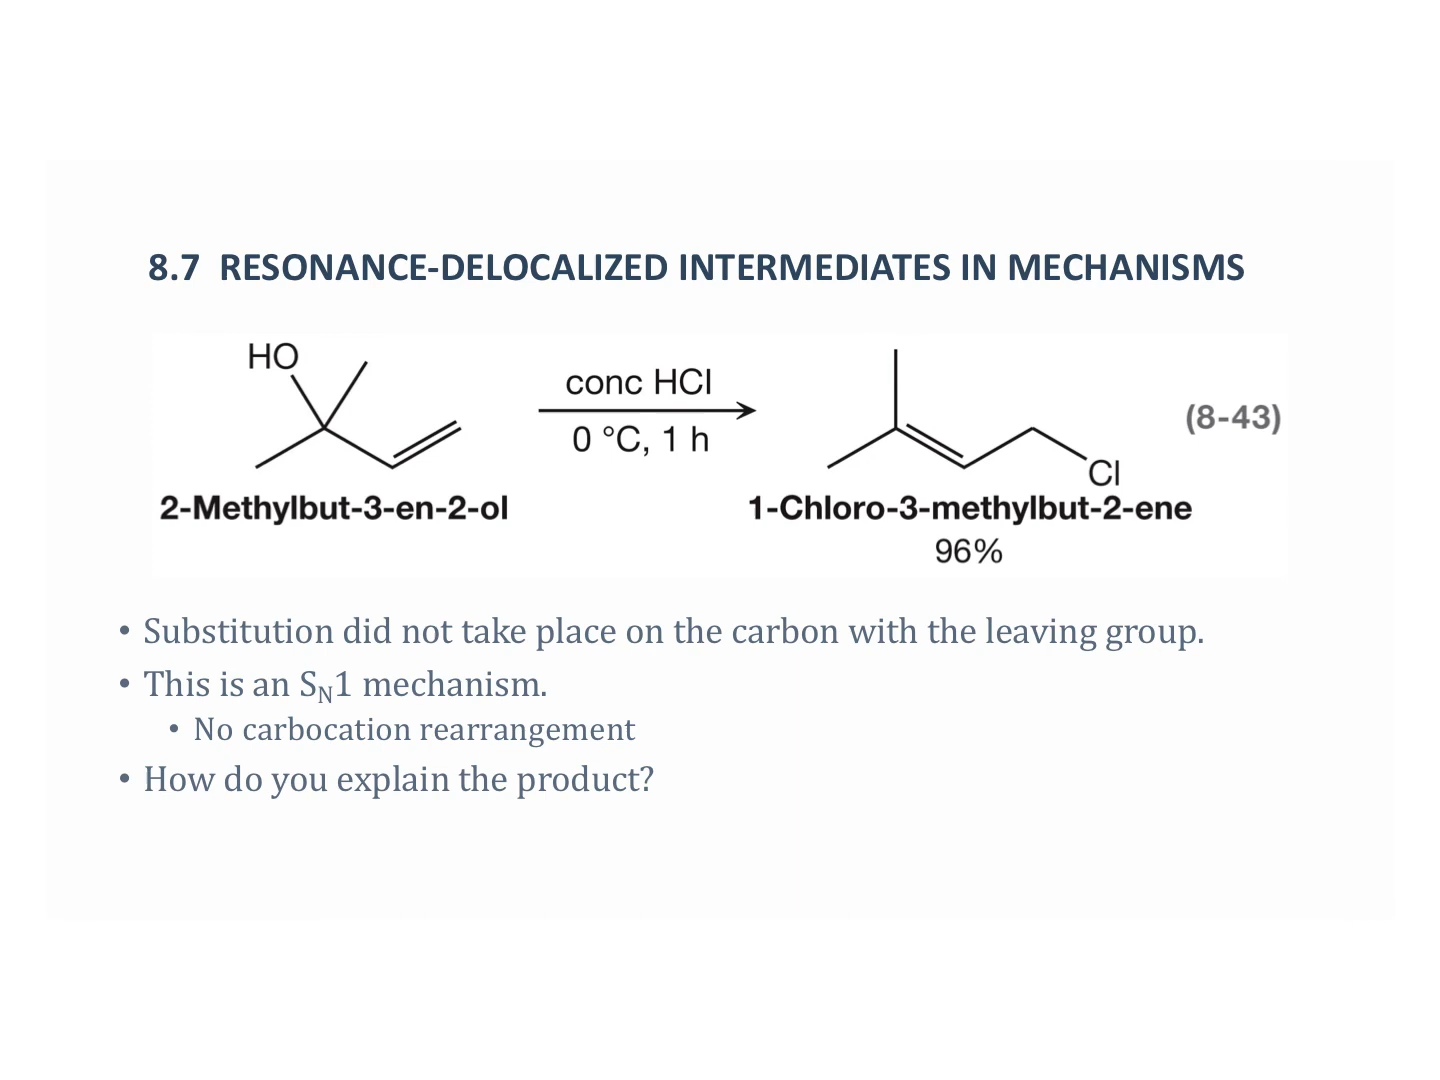 8.7 RESONANCE-DELOCALIZED INTERMEDIATES IN MECHANISMS
HO
conc HCl
0 °C, 1 h
Cl
(8-43)
2-Methylbut-3-en-2-ol
1-Chloro-3-methylbut-2-ene
96%
• Substitution did not take place on the carbon with the leaving group.
• This is an SN1 mechanism.
• No carbocation rearrangement
• How do you explain the product?